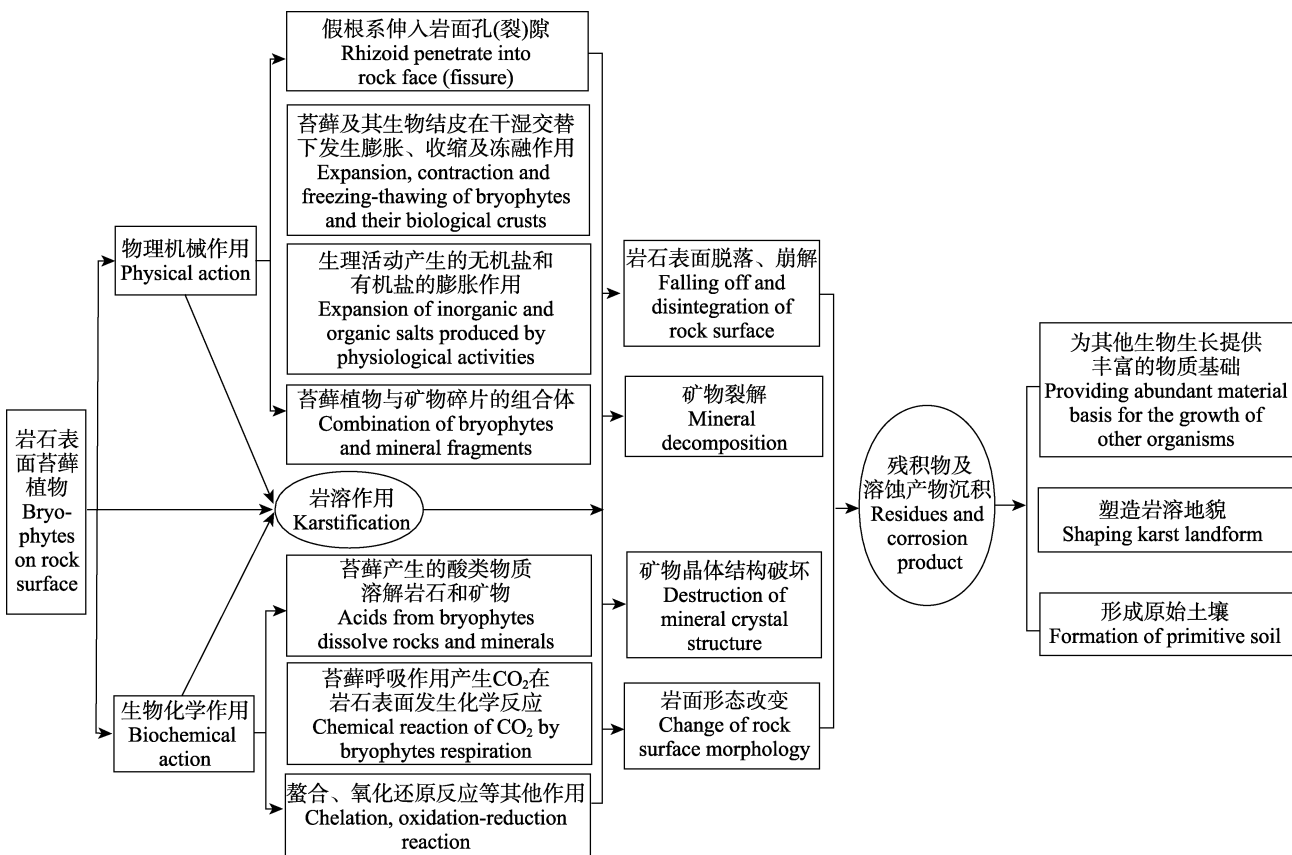 岩石表
面苔藓
植物
Bryo-
phytes
on rock
surface
物理机械作用
Physical action
生物化学作用
Biochemical
action
假根系伸入岩面孔(裂)隙
Rhizoid penetrate into
rock face (fissure)
苔藓及其生物结皮在干湿交替
下发生膨胀、收缩及冻融作用
Expansion, contraction and
freezing-thawing of bryophytes
and their biological crusts
生理活动产生的无机盐和
有机盐的膨胀作用
Expansion of inorganic and
organic salts produced by
physiological activities
苔藓植物与矿物碎片的组合体
Combination of bryophytes
and mineral fragments
岩溶作用
Karstification
苔藓产生的酸类物质
溶解岩石和矿物
Acids from bryophytes
dissolve rocks and minerals
苔藓呼吸作用产生CO₂在
岩石表面发生化学反应
Chemical reaction of CO₂ by
bryophytes respiration
螯合、氧化还原反应等其他作用
Chelation, oxidation-reduction
reaction
岩石表面脱落、崩解
Falling off and
disintegration of
rock surface
矿物裂解
Mineral
decomposition
矿物晶体结构破坏
Destruction of
mineral crystal
structure
岩面形态改变
Change of rock
surface morphology
残积物及
溶蚀产物沉积
Residues and
corrosion
product
为其他生物生长提供
丰富的物质基础
Providing abundant material
basis for the growth of
other organisms
塑造岩溶地貌
Shaping karst landform
形成原始土壤
Formation of primitive soil